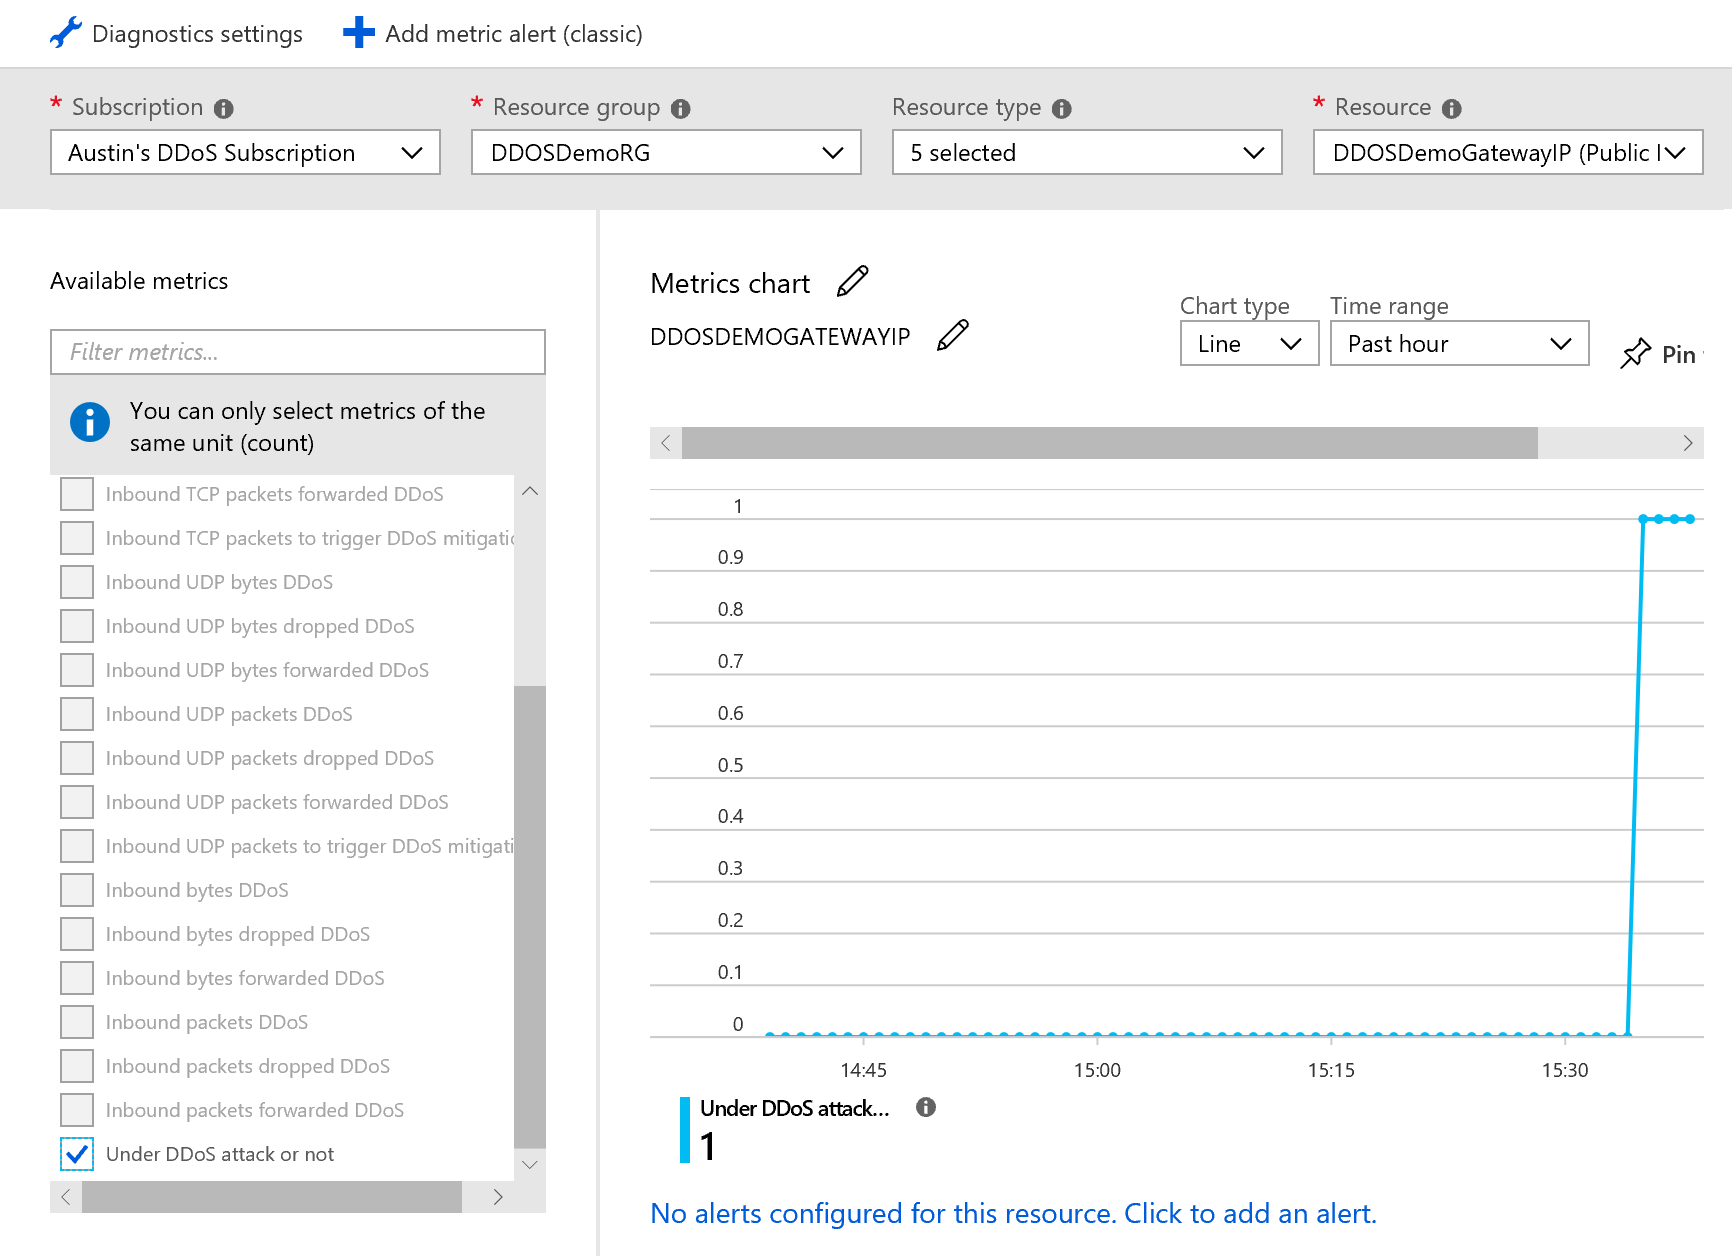 Diagnostics settings
Add metric alert (classic)
* Subscription
* Resource group
Resource type
* Resource
Austin's DDoS Subscription
DDOSDemoRG
5 selected
DDOSDemoGatewayIP (Public I
Available metrics
Filter metrics...
You can only select metrics of the
same unit (count)
Inbound TCP packets forwarded DDoS
Inbound TCP packets to trigger DDoS mitigatio
Inbound UDP bytes DDoS
Inbound UDP bytes dropped DDoS
Inbound UDP bytes forwarded DDoS
Inbound UDP packets DDoS
Inbound UDP packets dropped DDoS
Inbound UDP packets forwarded DDoS
Inbound UDP packets to trigger DDoS mitigati
Inbound bytes DDoS
Inbound bytes dropped DDoS
Inbound bytes forwarded DDoS
Inbound packets DDoS
Inbound packets dropped DDoS
Inbound packets forwarded DDoS
Under DDoS attack or not
Metrics chart
DDOSDEMOGATEWAYIP
Chart type
Time range
Line
Past hour
Pin
1
0.9
0.8
0.7
0.6
0.5
0.4
0.3
0.2
0.1
0
14:45
15:00
15:15
15:30
Under DDoS attack...
1
No alerts configured for this resource. Click to add an alert.